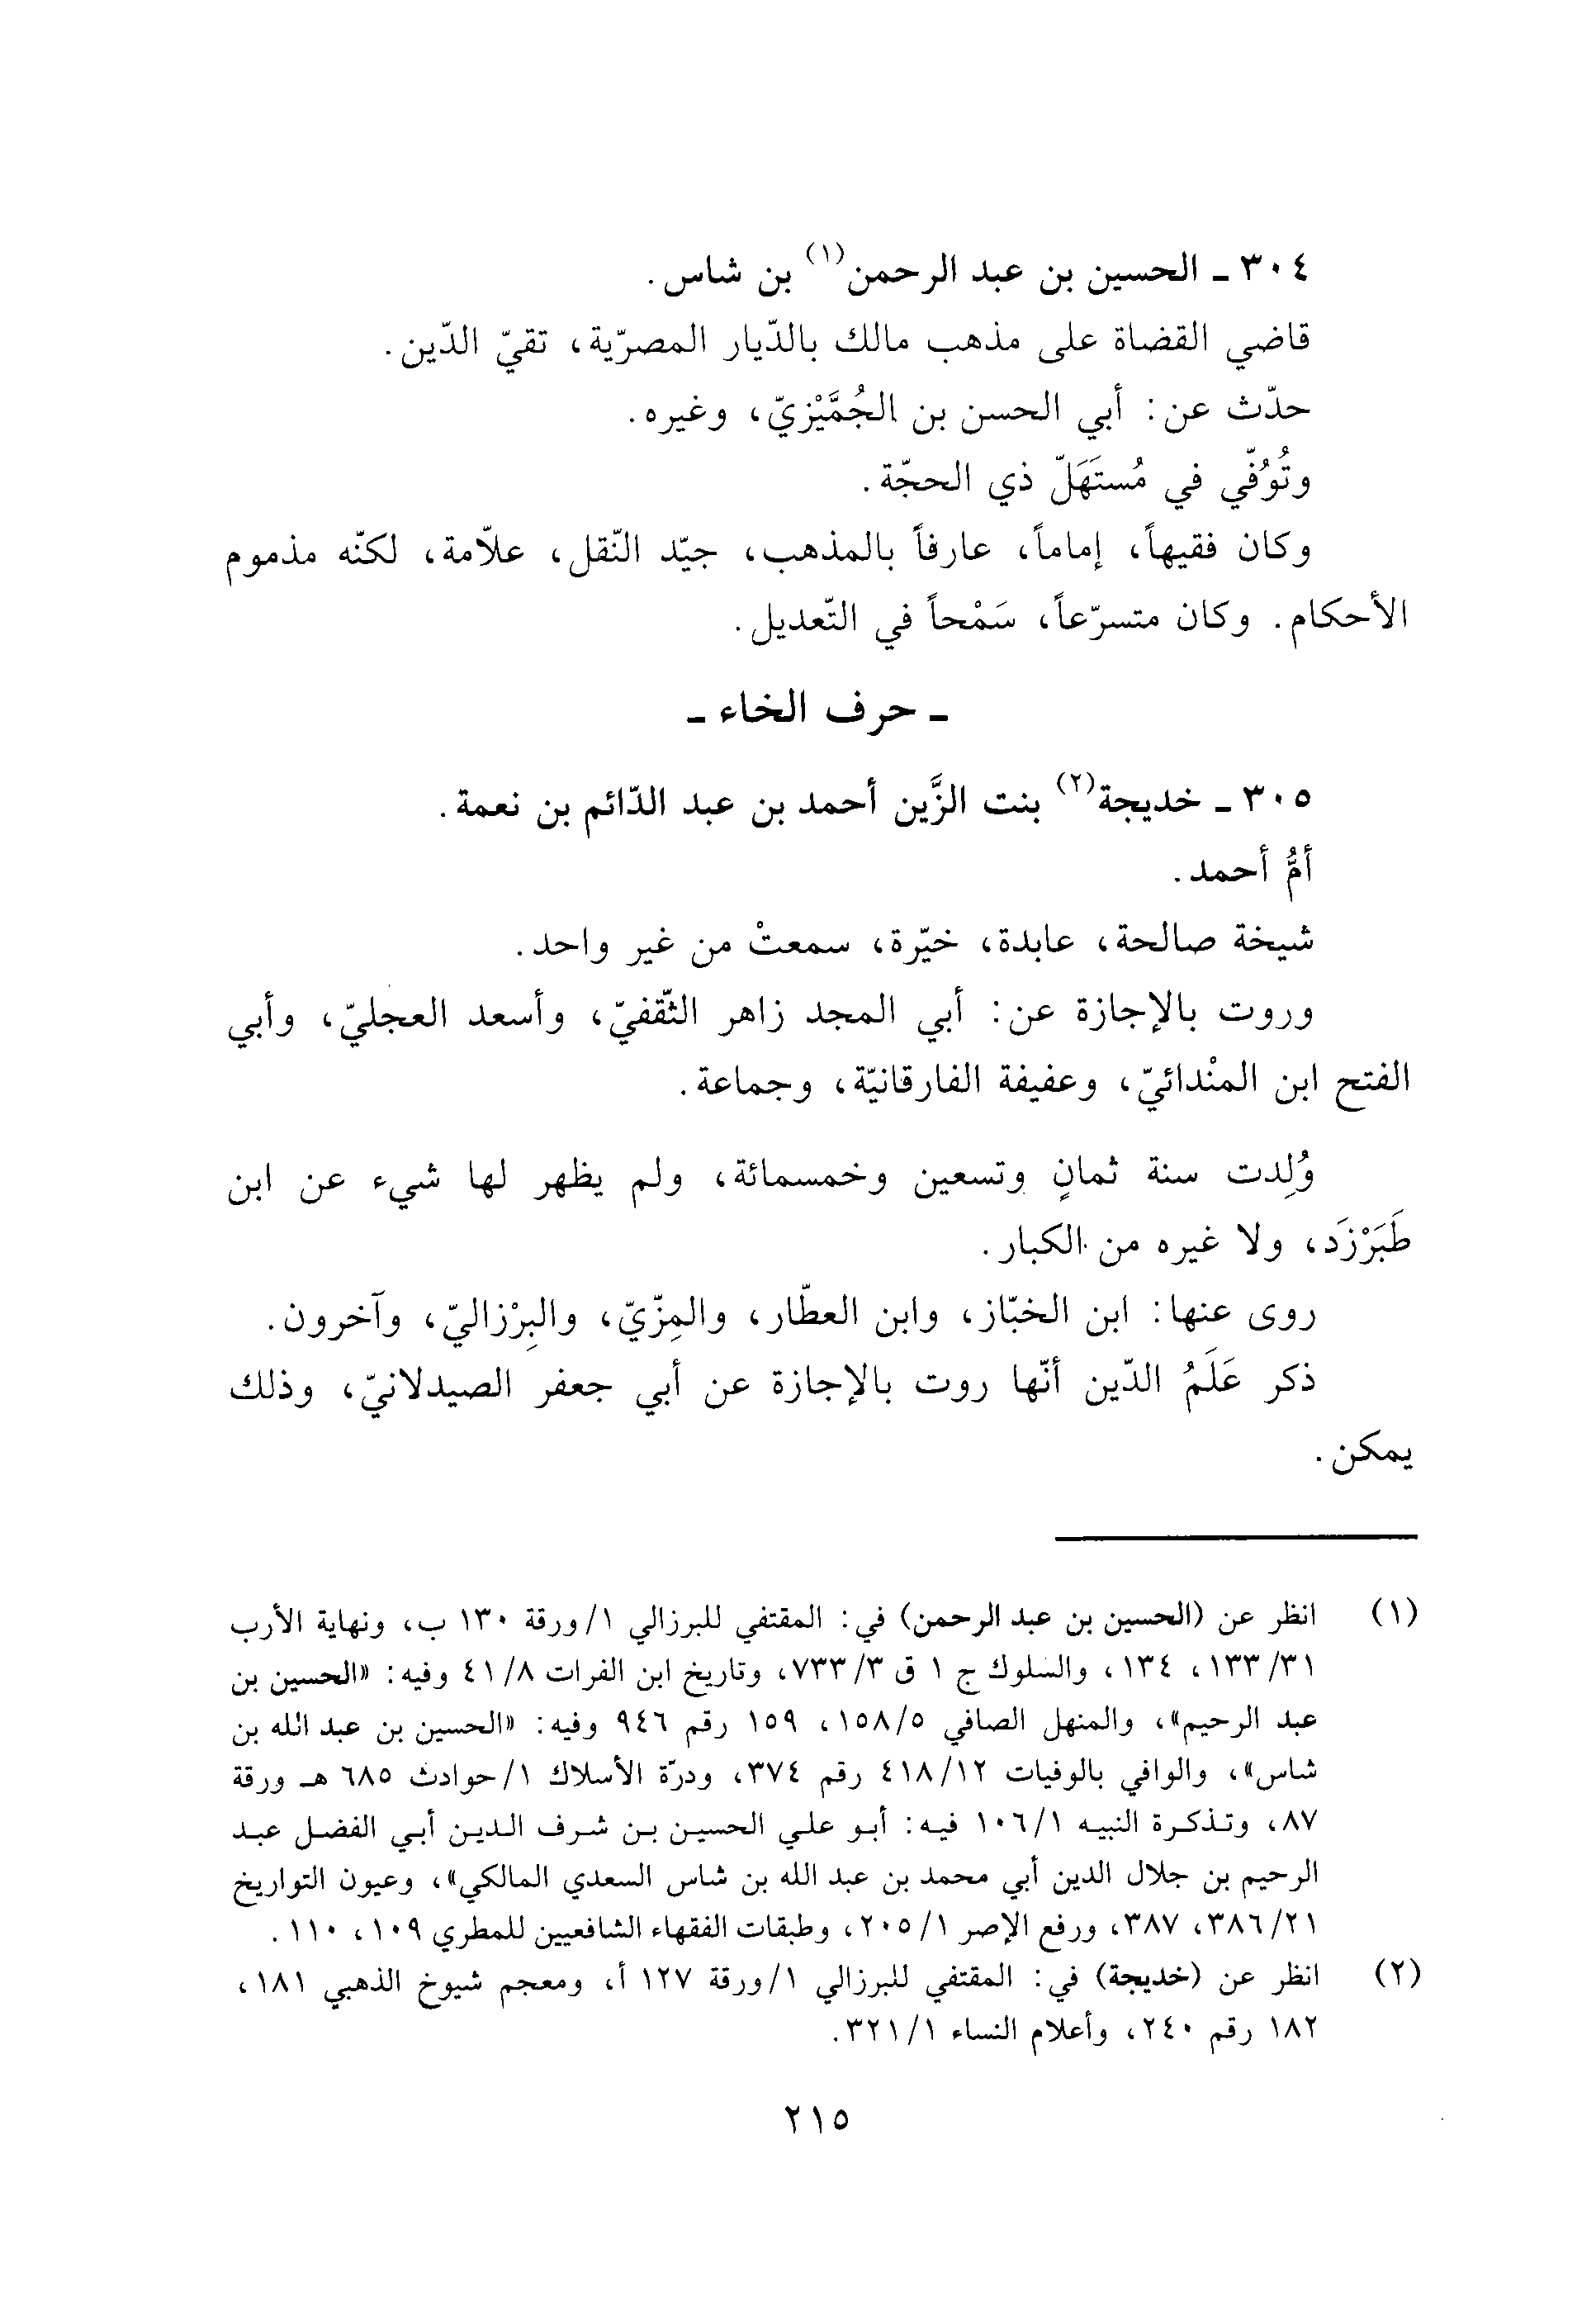 ٣٠٤ ـ الحسين بن عبد الرحمن(١) بن شاس.
قاضي القضاة على مذهب مالك بالدّيار المصرّية، تقيّ الدّين.
حدّث عن: أبي الحسن بن الجُمَّيْزيّ، وغيره.
وتُوُفّي في مُستَهَلّ ذي الحجّة.
وكان فقيهاً، إماماً، عارفاً بالمذهب، جيّد النّقل، علاّمة، لكنّه مذموم
الأحكام. وكان متسرّعاً، سَمْحاً في التّعديل.
ـ حرف الخاء ـ
٣٠٥ ـ خديجة(٢) بنت الزَّين أحمد بن عبد الدّائم بن نعمة.
أمُّ أحمد.
شيخة صالحة، عابدة، خيّرة، سمعتْ من غير واحد.
وروت بالإجازة عن: أبي المجد زاهر الثّقفيّ، وأسعد العجليّ، وأبي
الفتح ابن المنْدائيّ، وعفيفة الفارقانيّة، وجماعة.
وُلِدت سنة ثمانٍ وتسعين وخمسمائة، ولم يظهر لها شيء عن ابن
طَبَرْزَد، ولا غيره من الكبار.
روى عنها: ابن الخبّاز، وابن العطّار، والمِزّيّ، والبِرْزاليّ، وآخرون.
ذكر عَلَمُ الدّين أنّها روت بالإجازة عن أبي جعفر الصيدلانيّ، وذلك
يمكن.
(١) انظر عن (الحسين بن عبد الرحمن) في: المقتفي للبرزالي ١/ورقة ١٣٠ ب، ونهاية الأرب
٣١/١٣٣، ١٣٤، والسلوك ج ١ ق ٣/٧٣٣، وتاريخ ابن الفرات ٨/٤١ وفيه: «الحسين بن
عبد الرحيم»، والمنهل الصافي ٥/١٥٨، ١٥٩ رقم ٩٤٦ وفيه: «الحسين بن عبد الله بن
شاس»، والوافي بالوفيات ١٢/٤١٨ رقم ٣٧٤، ودرّة الأسلاك ١/حوادث ٦٨٥ هـ ورقة
٨٧، وتذكرة النبيه ١/١٠٦ فيه: أبو علي الحسين بن شرف الدين أبي الفضل عبد
الرحيم بن جلال الدين أبي محمد بن عبد الله بن شاس السعدي المالكي»، وعيون التواريخ
٢١/٣٨٦، ٣٨٧، ورفع الإصر ١/٢٠٥، وطبقات الفقهاء الشافعيين للمطري ١٠٩، ١١٠.
(٢) انظر عن (خديجة) في: المقتفي للبرزالي ١/ورقة ١٢٧ أ، ومعجم شيوخ الذهبي ١٨١،
١٨٢ رقم ٢٤٠، وأعلام النساء ١/٣٢١.
٢١٥